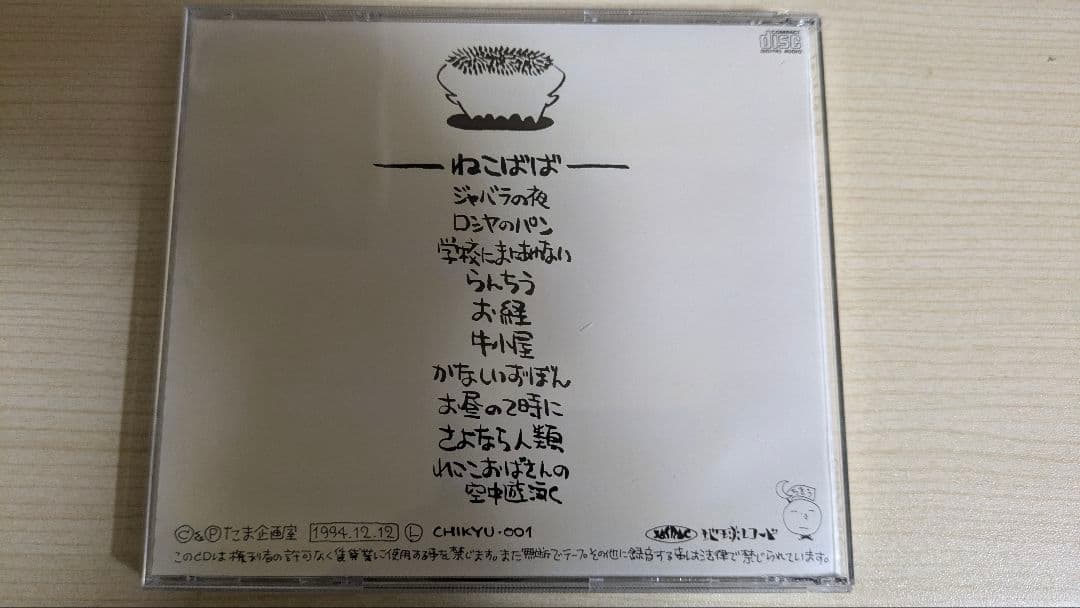 COMPACT
disc
DIGITAL AUDIO
ねこばば
ジャバラの夜
ロシヤのパン
学校にまにあわない
らんちう
お経
牛小屋
かなしいずぼん
お昼の2時に
さよなら人類
れいこおばさんの
空中遊泳
Ⓒ&Ⓟたま企画室 1994.12.12 Ⓛ CHIKYU・001 地球レコード
このCDは権利者の許可なく賃貸業に使用する事を禁じます。また無断でテープその他に録音する事も法律で禁じられています。